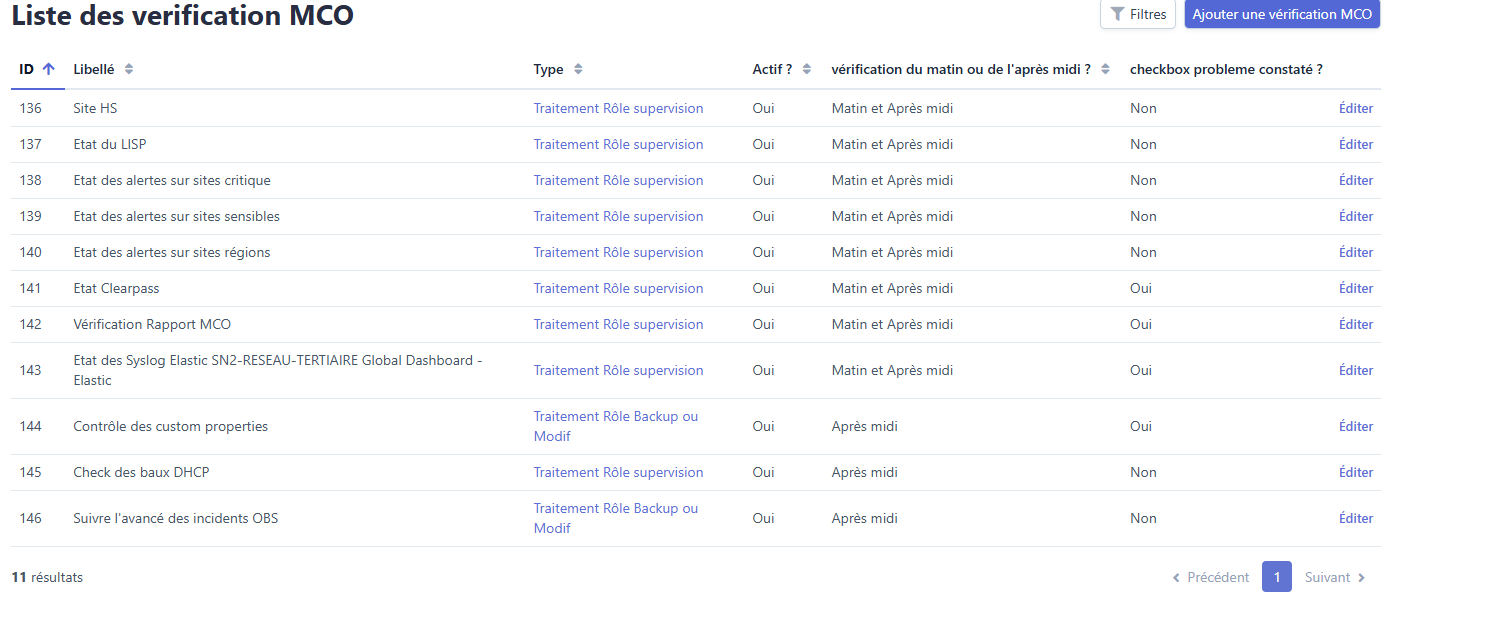 Liste des verification MCO
Filtres
Ajouter une vérification MCO
ID Libellé Type Actif ? vérification du matin ou de l'après midi ? checkbox probleme constaté ?
136 Site HS Traitement Rôle supervision Oui Matin et Après midi Non Éditer
137 Etat du LISP Traitement Rôle supervision Oui Matin et Après midi Non Éditer
138 Etat des alertes sur sites critique Traitement Rôle supervision Oui Matin et Après midi Non Éditer
139 Etat des alertes sur sites sensibles Traitement Rôle supervision Oui Matin et Après midi Non Éditer
140 Etat des alertes sur sites régions Traitement Rôle supervision Oui Matin et Après midi Non Éditer
141 Etat Clearpass Traitement Rôle supervision Oui Matin et Après midi Oui Éditer
142 Vérification Rapport MCO Traitement Rôle supervision Oui Matin et Après midi Oui Éditer
143 Etat des Syslog Elastic SN2-RESEAU-TERTIAIRE Global Dashboard -
Elastic Traitement Rôle supervision Oui Matin et Après midi Oui Éditer
144 Contrôle des custom properties Traitement Rôle Backup ou
Modif Oui Après midi Oui Éditer
145 Check des baux DHCP Traitement Rôle supervision Oui Après midi Non Éditer
146 Suivre l'avancé des incidents OBS Traitement Rôle Backup ou
Modif Oui Après midi Non Éditer
11 résultats
Précédent 1 Suivant